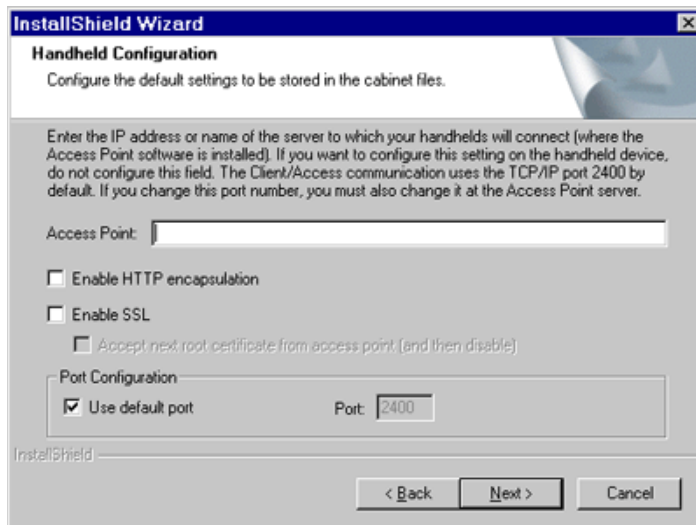 InstallShield Wizard
Handheld Configuration
Configure the default settings to be stored in the cabinet files.
Enter the IP address or name of the server to which your handhelds will connect (where the
Access Point software is installed). If you want to configure this setting on the handheld device,
do not configure this field. The Client/Access communication uses the TCP/IP port 2400 by
default. If you change this port number, you must also change it at the Access Point server.
Access Point:
Enable HTTP encapsulation
Enable SSL
Accept next root certificate from access point (and then disable)
Port Configuration
Use default port Port: 2400
InstallShield
< Back Next > Cancel